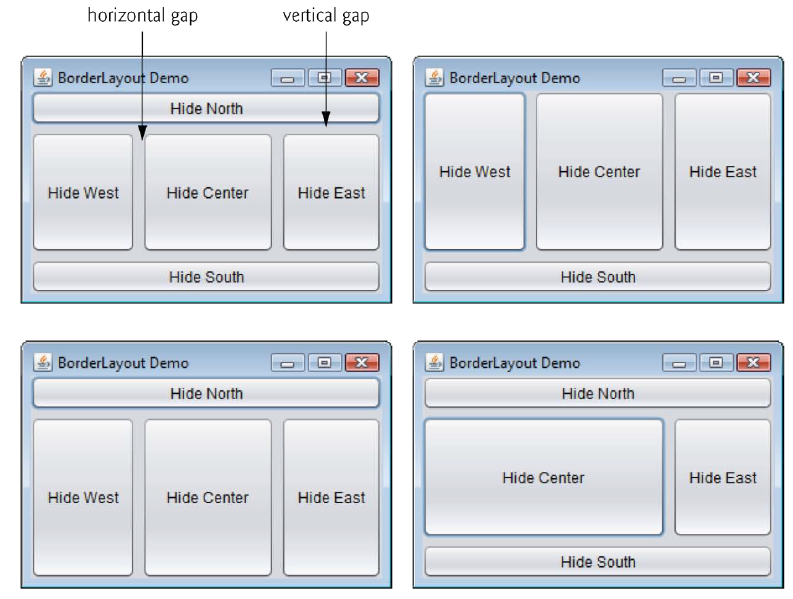 horizontal gap
vertical gap
BorderLayout Demo
Hide North
Hide West
Hide Center
Hide East
Hide South
BorderLayout Demo
Hide West
Hide Center
Hide East
Hide South
BorderLayout Demo
Hide North
Hide West
Hide Center
Hide East
BorderLayout Demo
Hide North
Hide Center
Hide East
Hide South